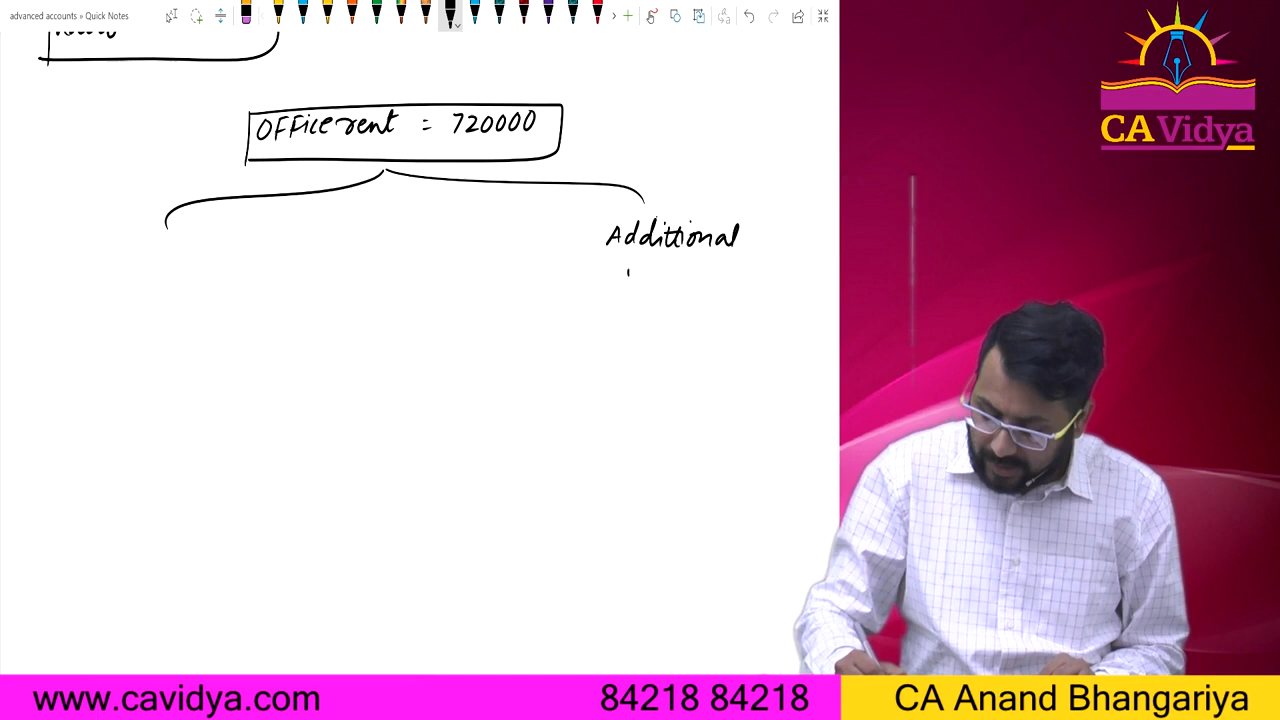 advanced accounts » Quick Notes
CA Vidya
Office rent = 720000
Additional
www.cavidya.com
84218 84218
CA Anand Bhangariya